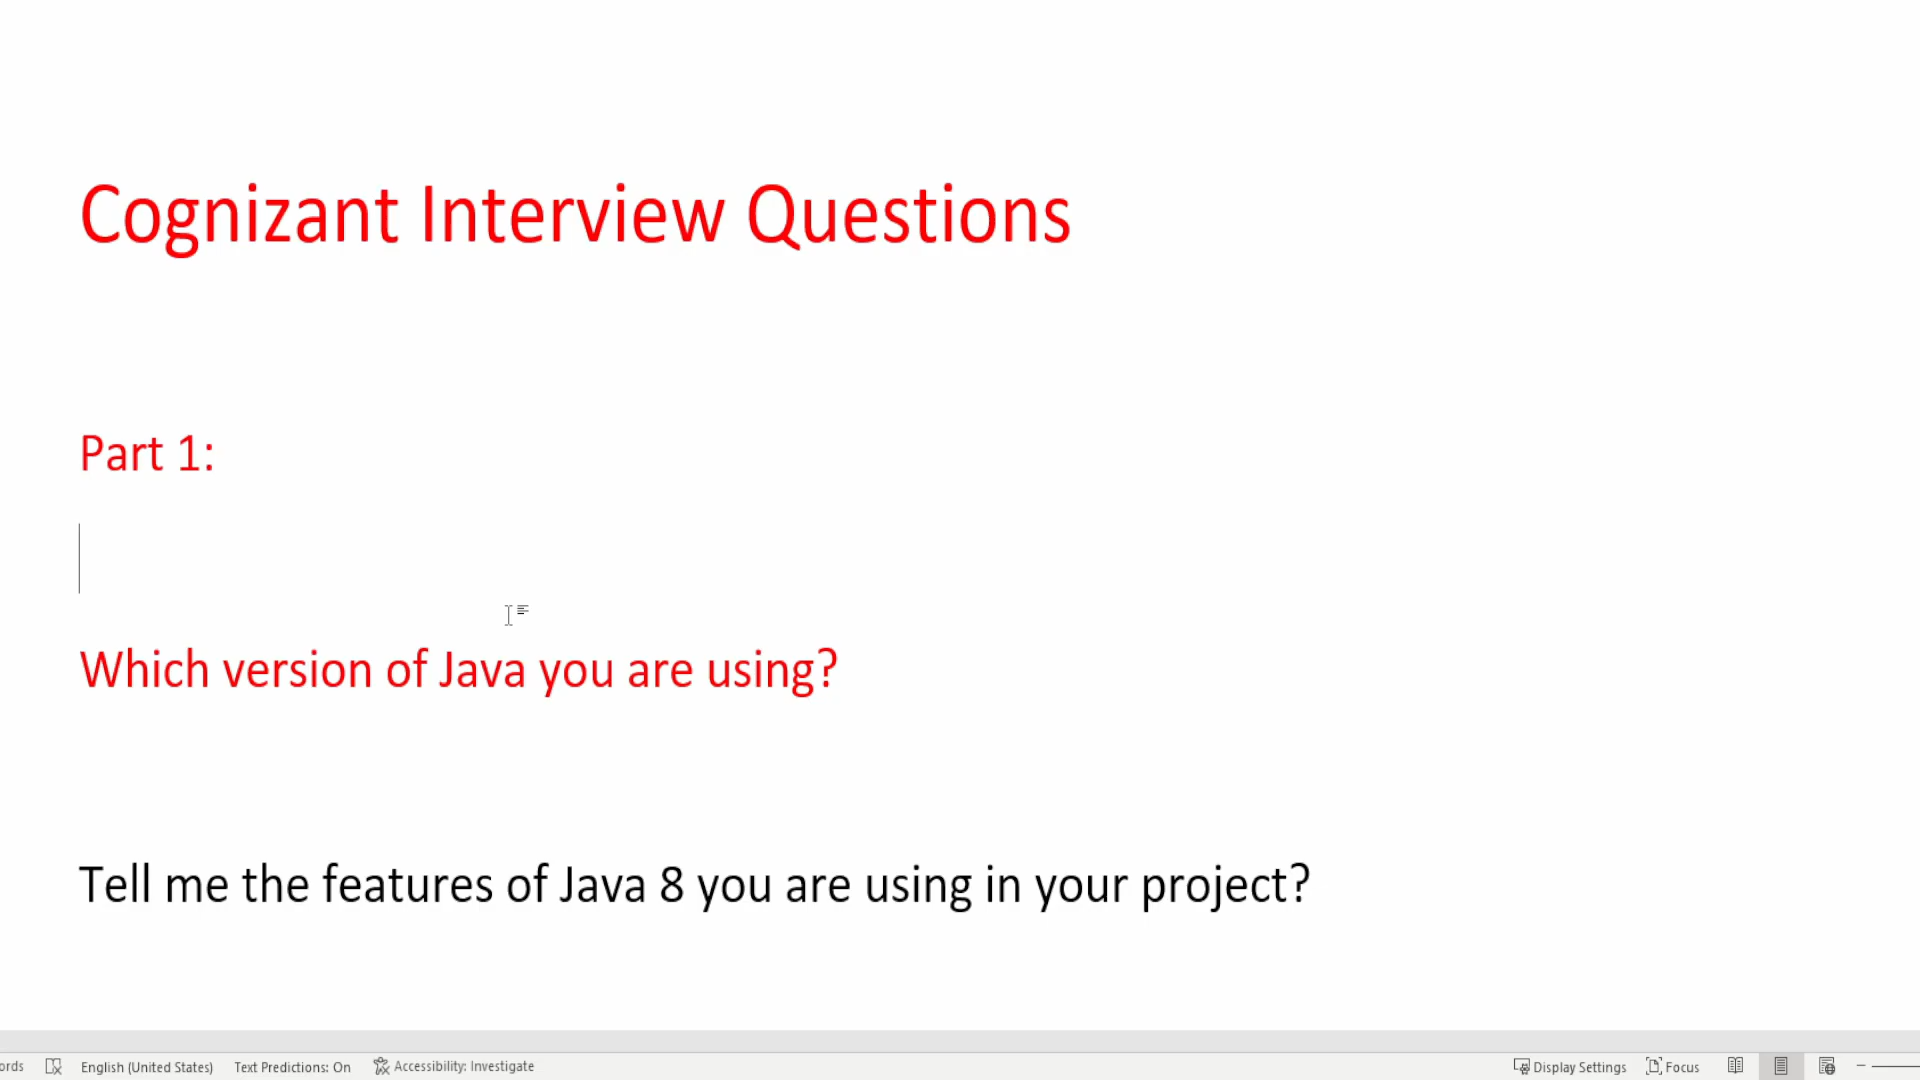 Cognizant Interview Questions
Part 1:
Which version of Java you are using?
Tell me the features of Java 8 you are using in your project?
ords English (United States) Text Predictions: On Accessibility: Investigate Display Settings Focus